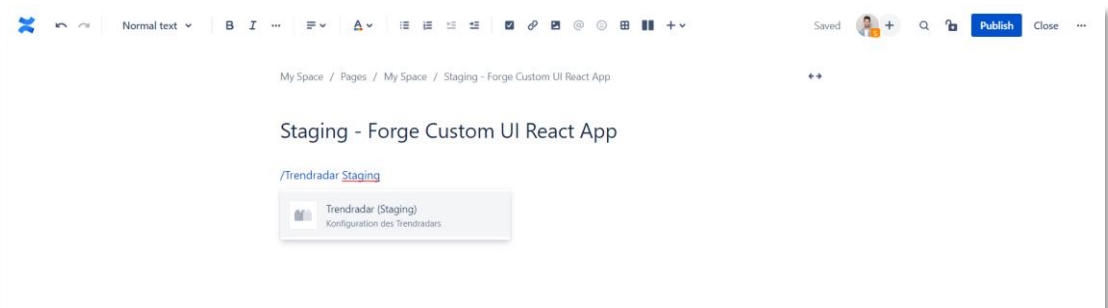 Normal text B I ... A @ + Saved S + Publish Close ...
My Space / Pages / My Space / Staging - Forge Custom UI React App
Staging - Forge Custom UI React App
/Trendradar Staging
Trendradar (Staging)
Konfiguration des Trendradars